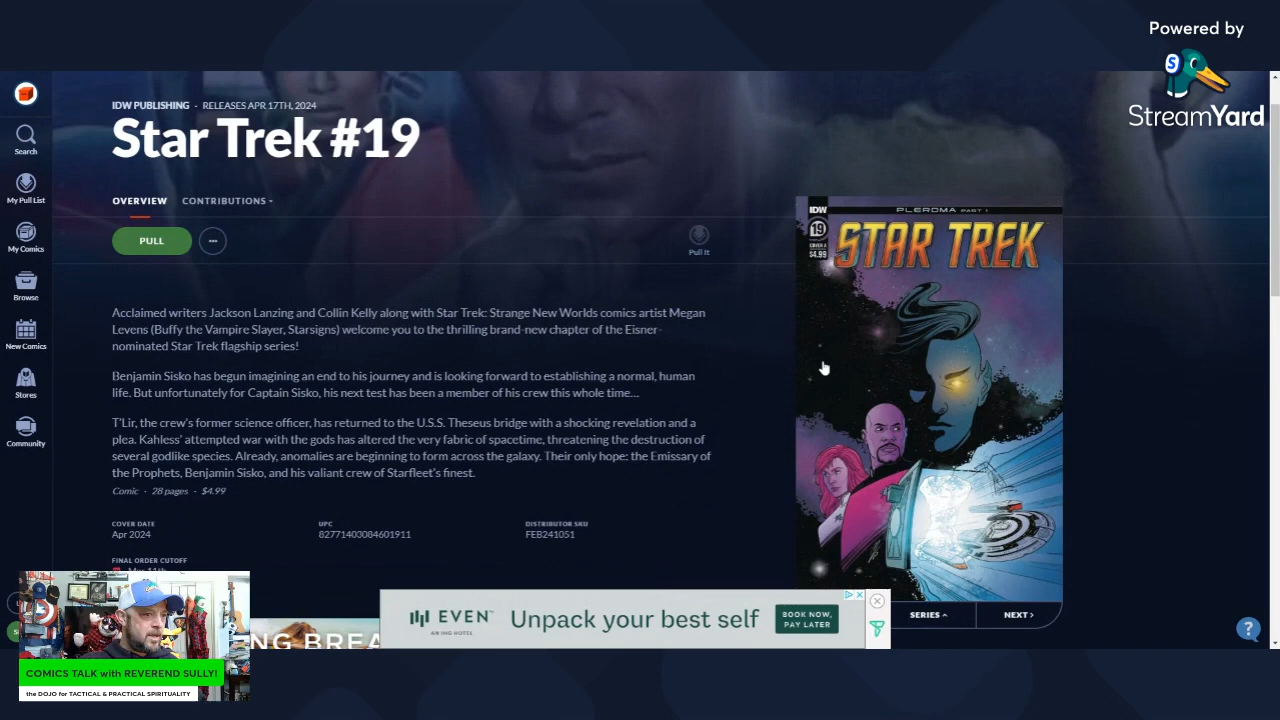 Powered by
StreamYard
IDW PUBLISHING · RELEASES APR 17TH, 2024
Star Trek #19
Search
My Pull List
My Comics
Browse
New Comics
Stores
Community
OVERVIEW CONTRIBUTIONS
PULL
Pull It
Acclaimed writers Jackson Lanzing and Collin Kelly along with Star Trek: Strange New Worlds comics artist Megan
Levens (Buffy the Vampire Slayer, Starsigns) welcome you to the thrilling brand-new chapter of the Eisner-
nominated Star Trek flagship series!
Benjamin Sisko has begun imagining an end to his journey and is looking forward to establishing a normal, human
life. But unfortunately for Captain Sisko, his next test has been a member of his crew this whole time...
T'Lir, the crew's former science officer, has returned to the U.S.S. Theseus bridge with a shocking revelation and a
plea. Kahless' attempted war with the gods has altered the very fabric of spacetime, threatening the destruction of
several godlike species. Already, anomalies are beginning to form across the galaxy. Their only hope: the Emissary of
the Prophets, Benjamin Sisko, and his valiant crew of Starfleet's finest.
Comic · 28 pages · $4.99
COVER DATE
Apr 2024
UPC
82771403084601911
DISTRIBUTOR SKU
FEB241051
FINAL ORDER CUTOFF
IDW
PLEROMA PART 1
19
COVER A
$4.99
STAR TREK
SERIES
NEXT
EVEN
AN IHG HOTEL
Unpack your best self
BOOK NOW,
PAY LATER
NG BREA
COMICS TALK with REVEREND SULLY!
the DOJO for TACTICAL & PRACTICAL SPIRITUALITY